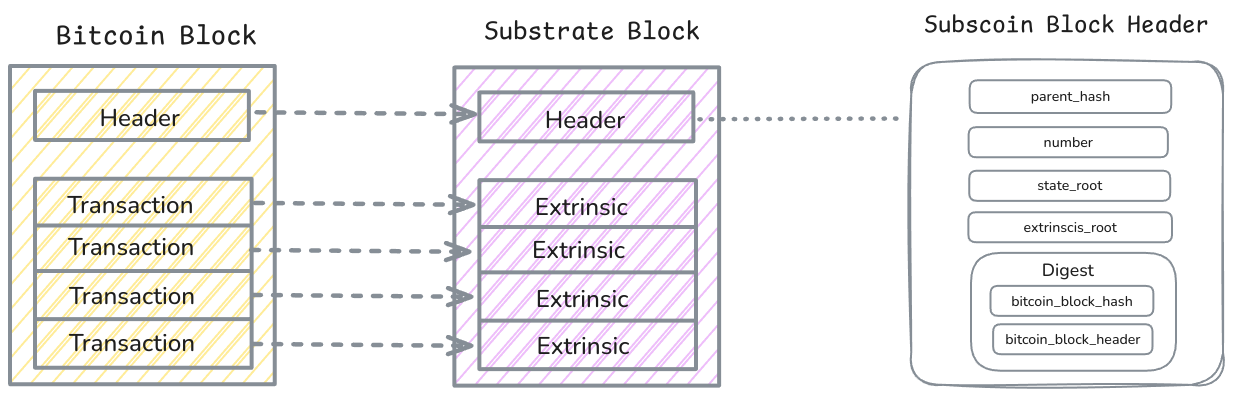 Bitcoin Block
Header
Transaction
Transaction
Transaction
Transaction
Substrate Block
Header
Extrinsic
Extrinsic
Extrinsic
Extrinsic
Subscoin Block Header
parent_hash
number
state_root
extrinscis_root
Digest
bitcoin_block_hash
bitcoin_block_header